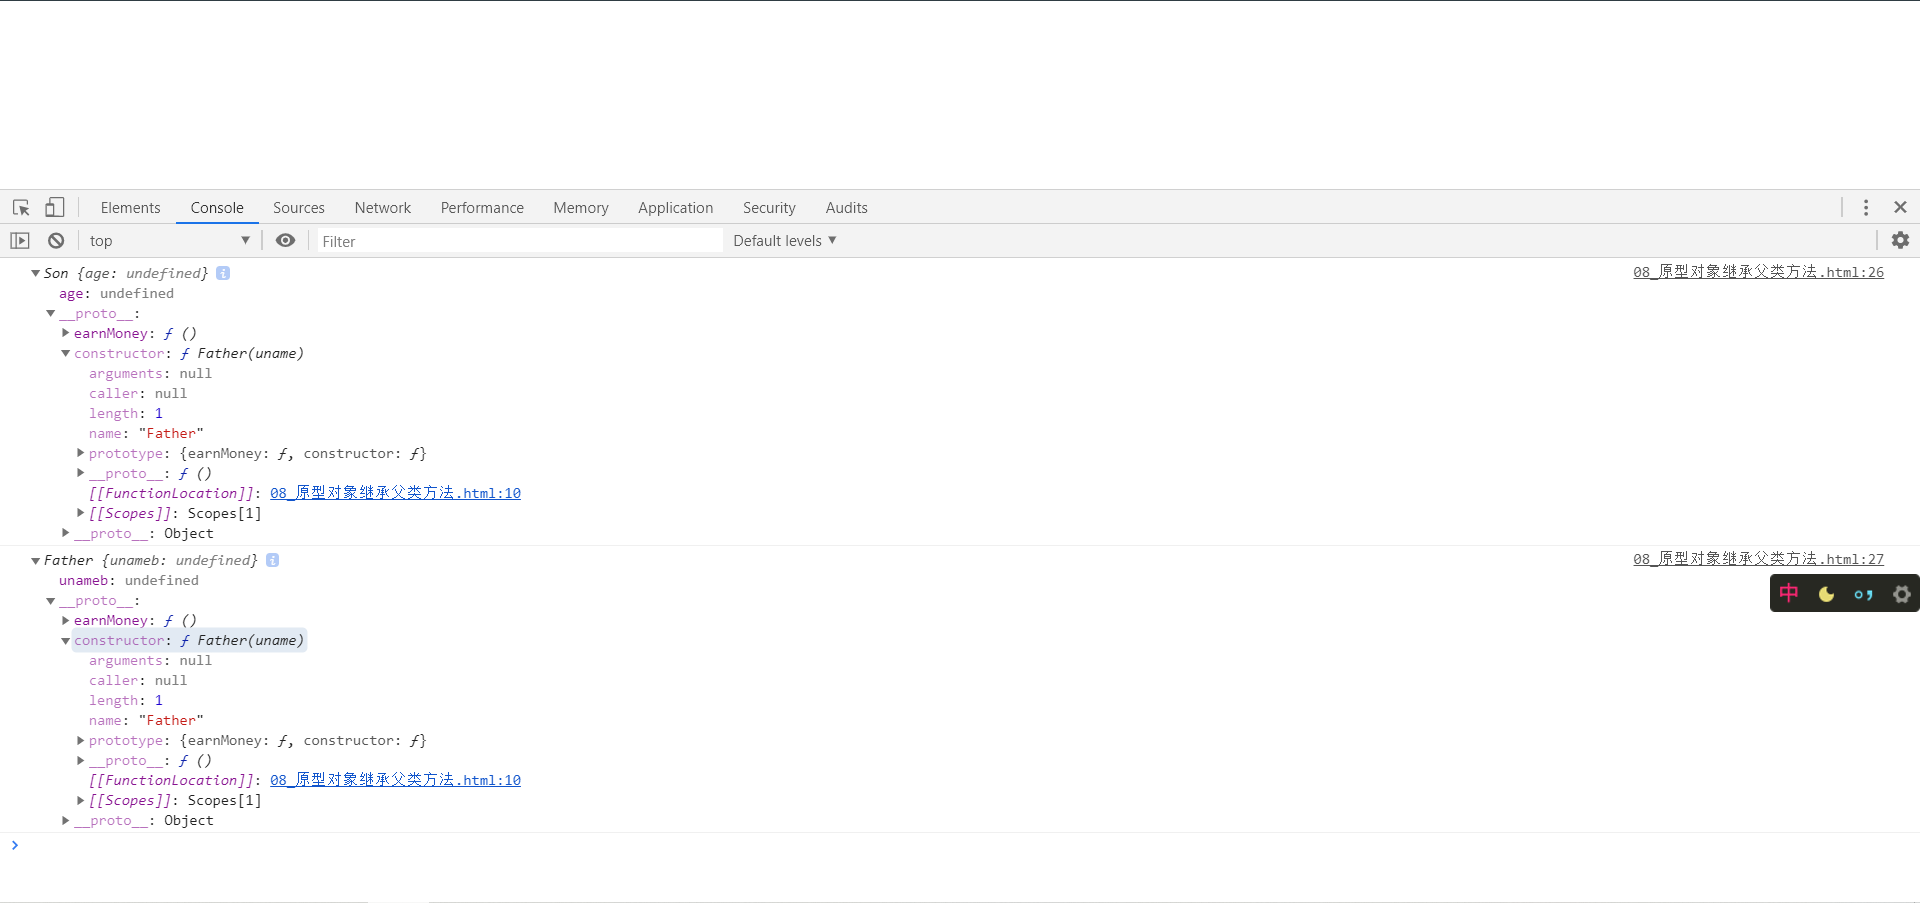 Elements Console Sources Network Performance Memory Application Security Audits
top Filter Default levels
Son {age: undefined} i 08_原型对象继承父类方法.html:26
age: undefined
__proto__:
earnMoney: ƒ ()
constructor: ƒ Father(uname)
arguments: null
caller: null
length: 1
name: "Father"
prototype: {earnMoney: ƒ, constructor: ƒ}
__proto__: ƒ ()
[[FunctionLocation]]: 08_原型对象继承父类方法.html:10
[[Scopes]]: Scopes[1]
__proto__: Object
Father {unameb: undefined} i 08_原型对象继承父类方法.html:27
unameb: undefined
__proto__:
中
earnMoney: ƒ ()
constructor: ƒ Father(uname)
arguments: null
caller: null
length: 1
name: "Father"
prototype: {earnMoney: ƒ, constructor: ƒ}
__proto__: ƒ ()
[[FunctionLocation]]: 08_原型对象继承父类方法.html:10
[[Scopes]]: Scopes[1]
__proto__: Object